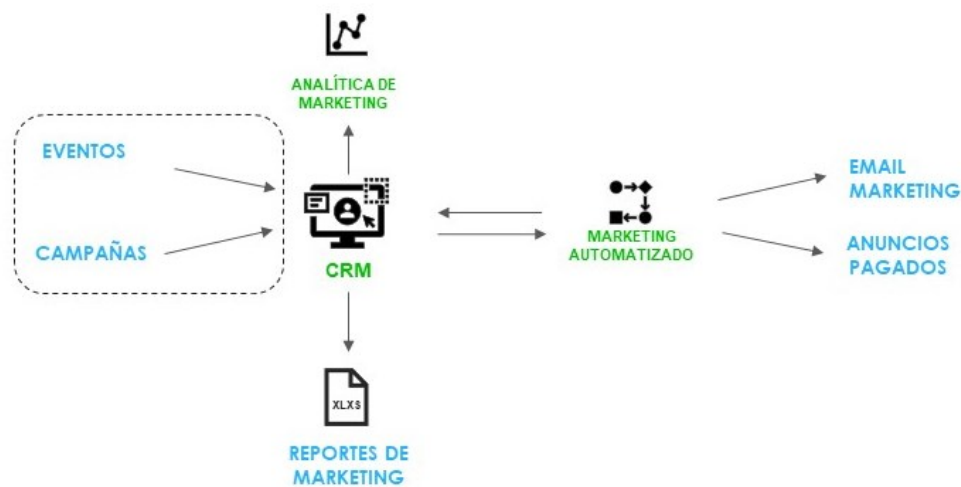 ANALÍTICA DE
MARKETING
EVENTOS
CAMPAÑAS
CRM
MARKETING
AUTOMATIZADO
EMAIL
MARKETING
ANUNCIOS
PAGADOS
XLXS
REPORTES DE
MARKETING